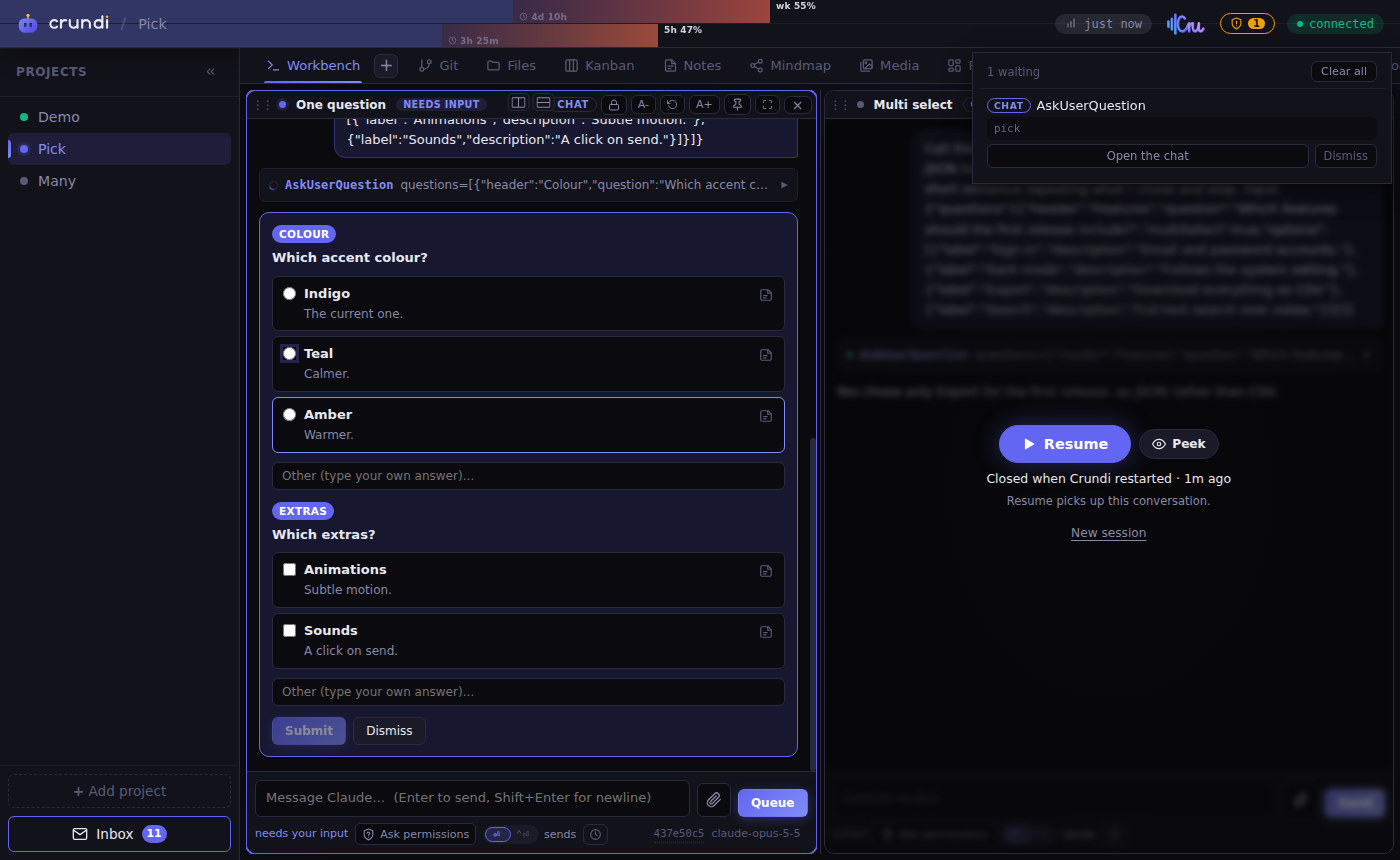 crundi / Pick
4d 10h
wk 55%
3h 25m
5h 47%
just now
Cru
1
connected
PROJECTS «
Demo
Pick
Many
+ Add project
Inbox 11
Workbench
+
Git
Files
Kanban
Notes
Mindmap
Media
One question NEEDS INPUT CHAT A- A+
[{"label":"Animations","description":"Subtle motion."},
{"label":"Sounds","description":"A click on send."}]}]}
AskUserQuestion questions=[{"header":"Colour","question":"Which accent c…
COLOUR
Which accent colour?
Indigo
The current one.
Teal
Calmer.
Amber
Warmer.
Other (type your own answer)…
EXTRAS
Which extras?
Animations
Subtle motion.
Sounds
A click on send.
Other (type your own answer)…
Submit Dismiss
Message Claude… (Enter to send, Shift+Enter for newline)
Queue
needs your input Ask permissions sends 437e50c5 claude-opus-5-5
Multi select
1 waiting Clear all
CHAT AskUserQuestion
pick
Open the chat Dismiss
Resume Peek
Closed when Crundi restarted · 1m ago
Resume picks up this conversation.
New session